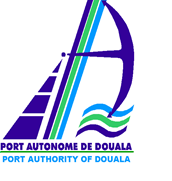 PORT AUTONOME DE DOUALA
PORT AUTHORITY OF DOUALA